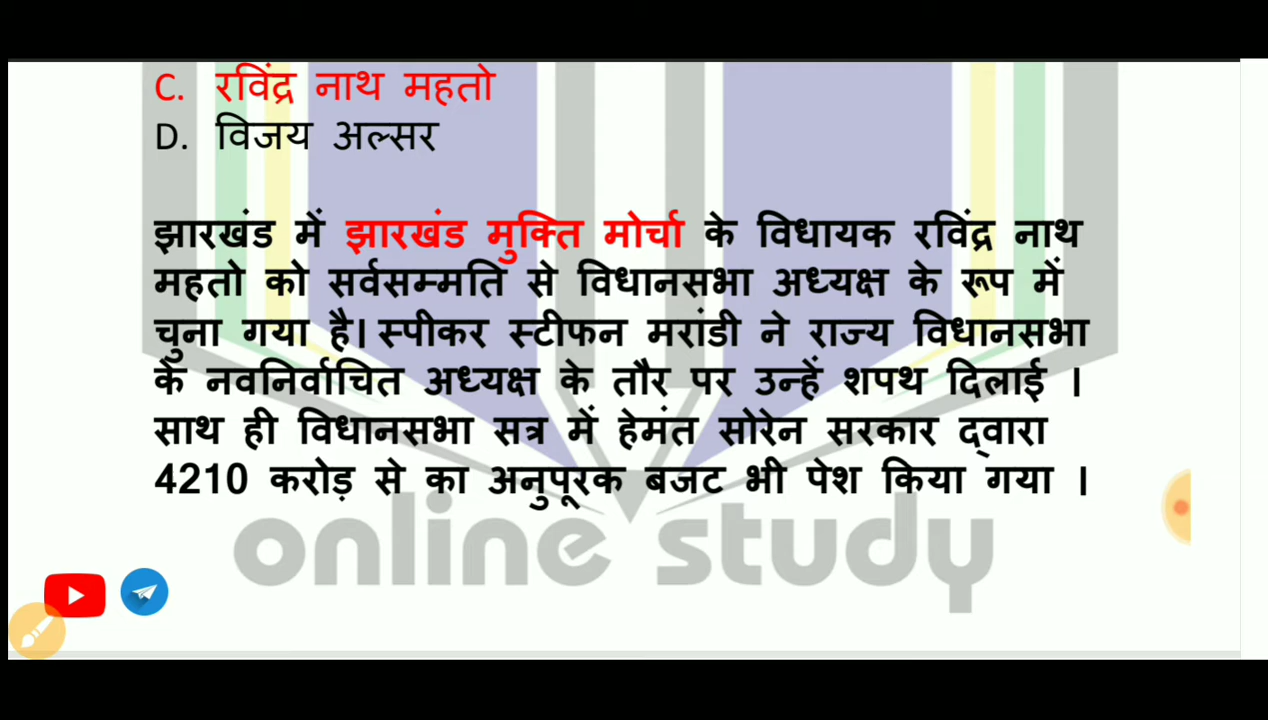 C. रविंद्र नाथ महतो
D. विजय अल्सर
झारखंड में झारखंड मुक्ति मोर्चा के विधायक रविंद्र नाथ
महतो को सर्वसम्मति से विधानसभा अध्यक्ष के रूप में
चुना गया है। स्पीकर स्टीफन मरांडी ने राज्य विधानसभा
के नवनिर्वाचित अध्यक्ष के तौर पर उन्हें शपथ दिलाई ।
साथ ही विधानसभा सत्र में हेमंत सोरेन सरकार द्वारा
4210 करोड़ से का अनुपूरक बजट भी पेश किया गया ।
online study